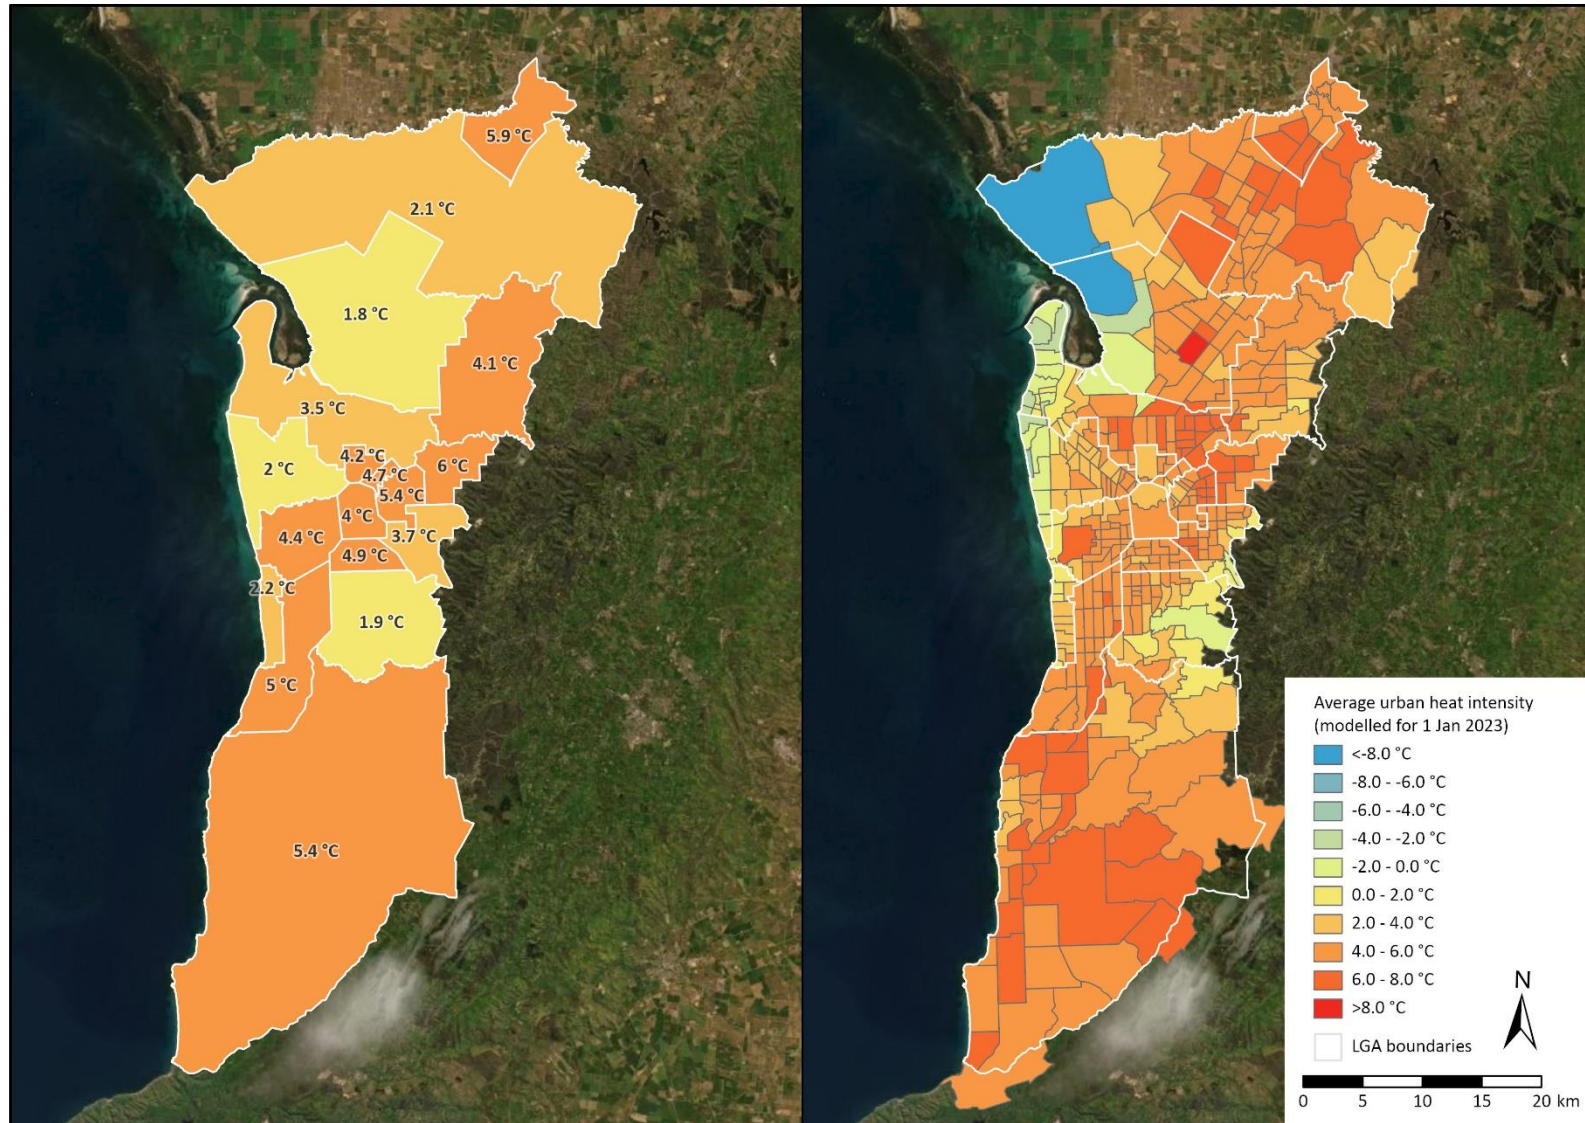 5.9 °C
2.1 °C
1.8 °C
4.1 °C
3.5 °C
4.2 °C
4.7 °C
6 °C
2 °C
5.4 °C
4 °C
4.4 °C
3.7 °C
4.9 °C
2.2 °C
1.9 °C
5 °C
5.4 °C
Average urban heat intensity
(modelled for 1 Jan 2023)
<-8.0 °C
-8.0 - -6.0 °C
-6.0 - -4.0 °C
-4.0 - -2.0 °C
-2.0 - 0.0 °C
0.0 - 2.0 °C
2.0 - 4.0 °C
4.0 - 6.0 °C
6.0 - 8.0 °C
>8.0 °C
LGA boundaries
N
0 5 10 15 20 km